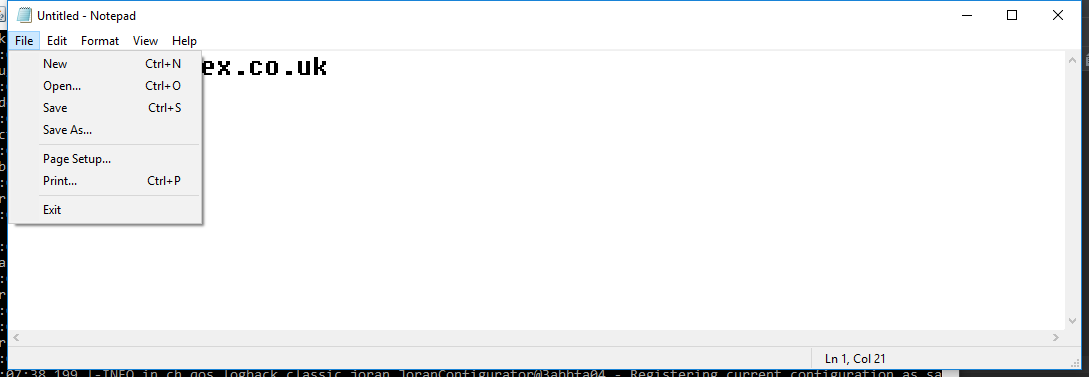 Untitled - Notepad
File Edit Format View Help
New Ctrl+N
ex.co.uk
Open... Ctrl+O
Save Ctrl+S
Save As...
Page Setup...
Print... Ctrl+P
Exit
Ln 1, Col 21
:07:38,199 |-INFO in ch.qos.logback.classic.joran.JoranConfigurator@3abbfa04 - Registering current configuration as sa